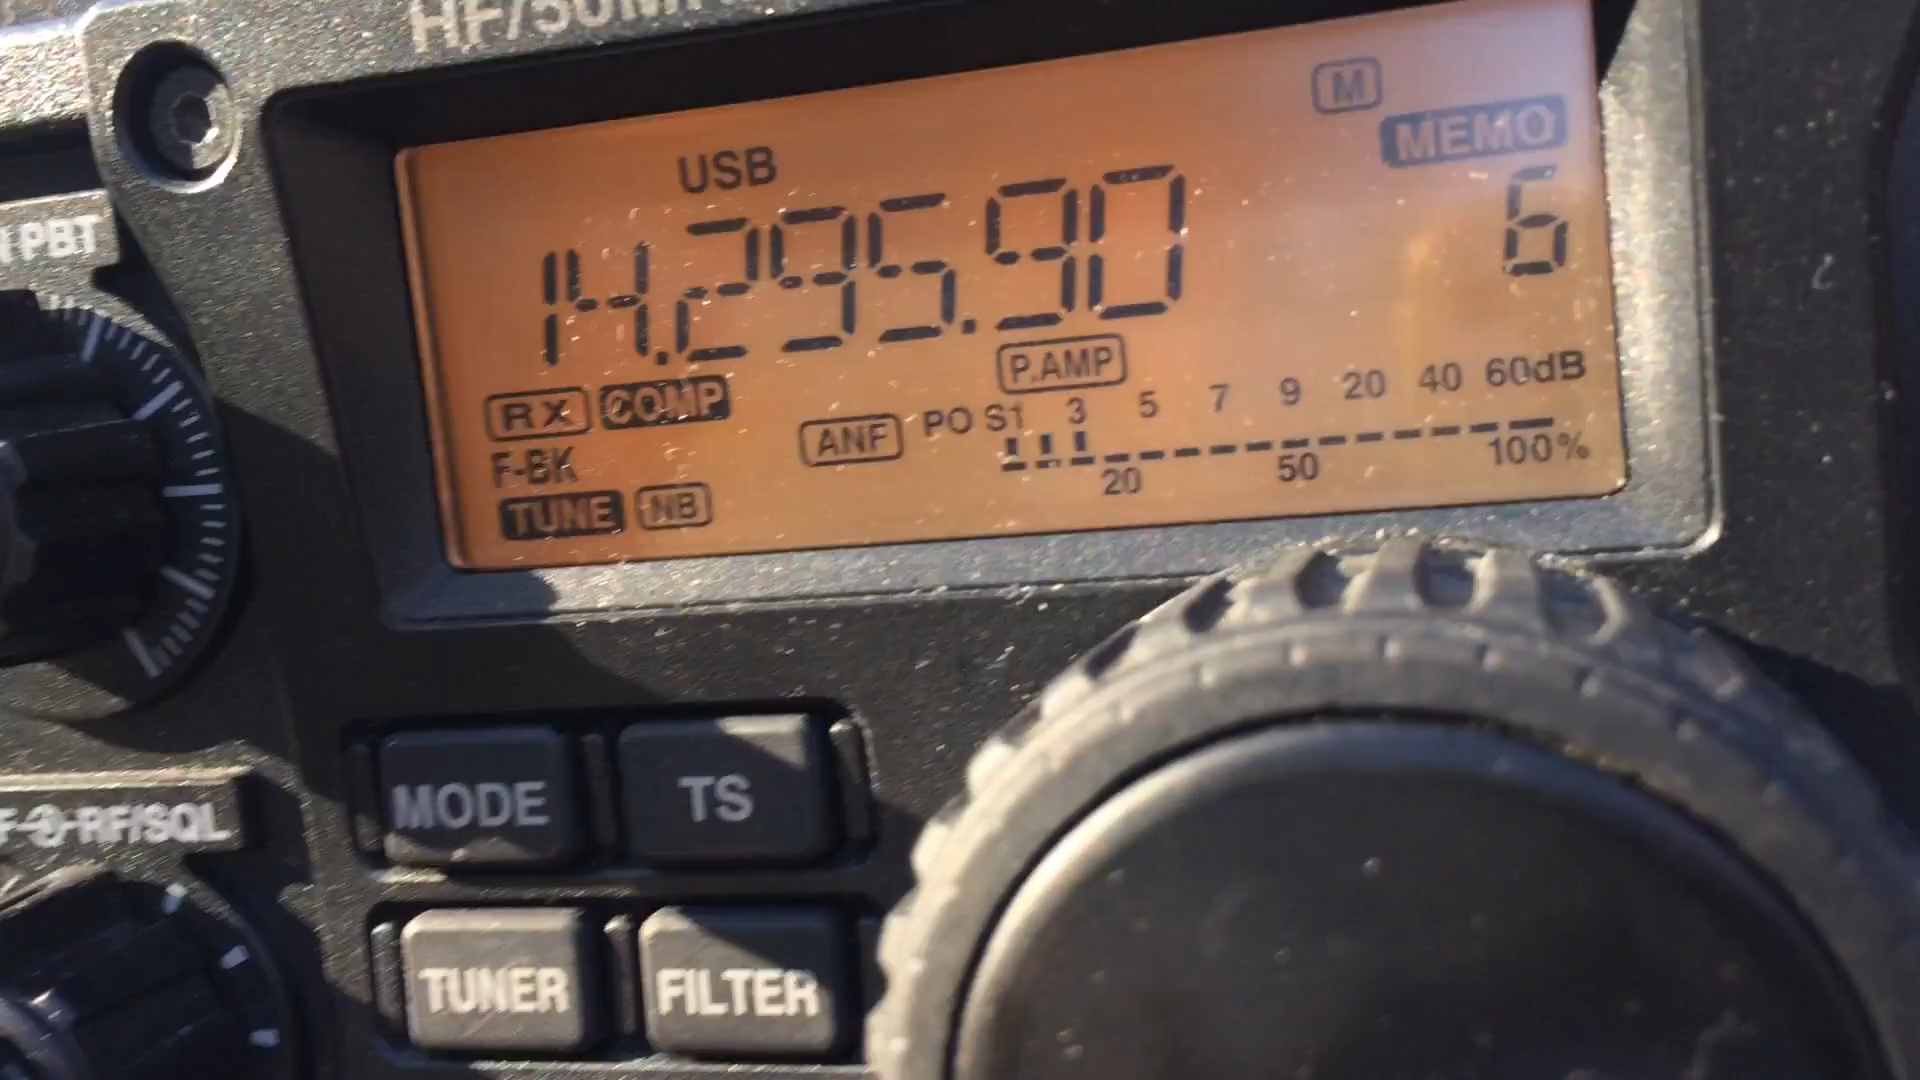 HF/50M
M
MEMO
USB
14.295.90
6
P.AMP
RX COMP
ANF
PO S1 3 5 7 9 20 40 60dB
F-BK
20 50 100%
TUNE NB
PBT
MODE TS
RF/SQL
TUNER FILTER